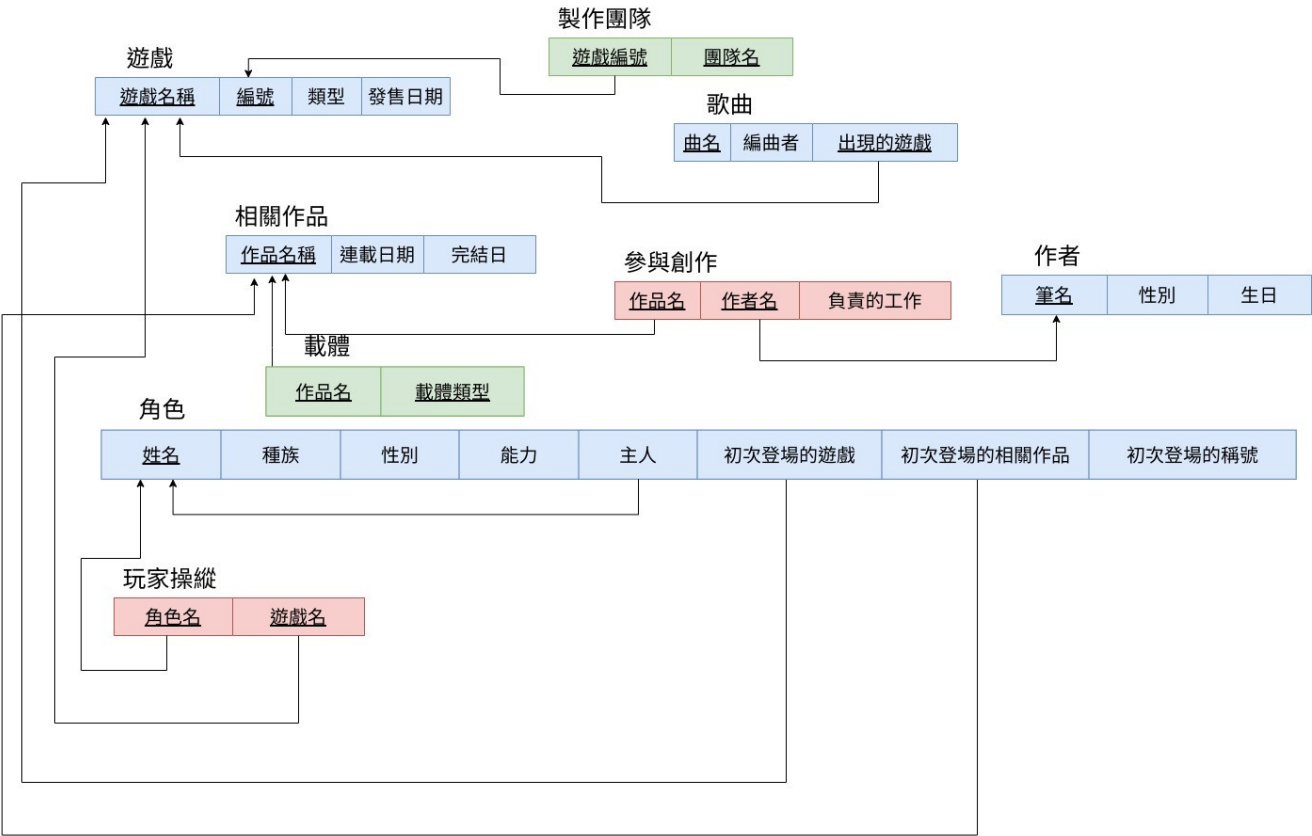 製作團隊
遊戲編號 團隊名
遊戲
遊戲名稱 編號 類型 發售日期
歌曲
曲名 編曲者 出現的遊戲
相關作品
作品名稱 連載日期 完結日
參與創作
作品名 作者名 負責的工作
作者
筆名 性別 生日
載體
作品名 載體類型
角色
姓名 種族 性別 能力 主人 初次登場的遊戲 初次登場的相關作品 初次登場的稱號
玩家操縱
角色名 遊戲名